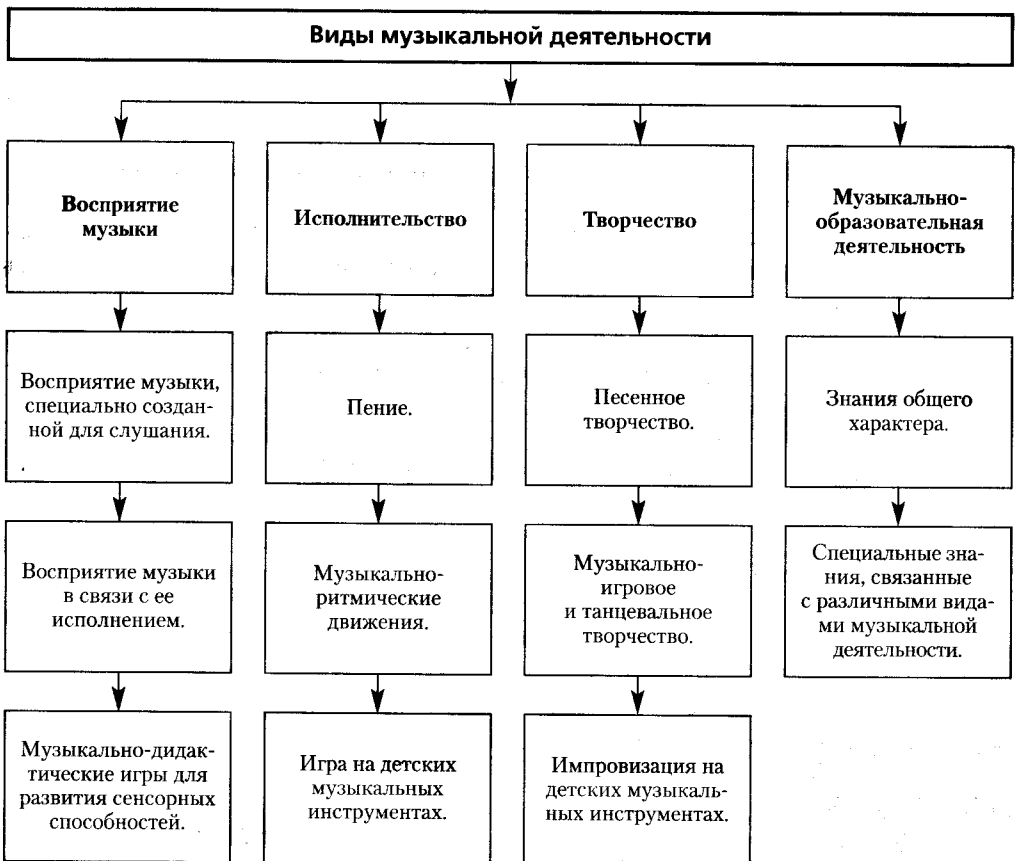 Виды музыкальной деятельности
Восприятие
музыки
Исполнительство
Творчество
Музыкально-
образовательная
деятельность
Восприятие музыки,
специально создан-
ной для слушания.
Пение.
Песенное
творчество.
Знания общего
характера.
Восприятие музыки
в связи с ее
исполнением.
Музыкально-
ритмические
движения.
Музыкально-
игровое
и танцевальное
творчество.
Специальные зна-
ния, связанные
с различными вида-
ми музыкальной
деятельности.
Музыкально-дидак-
тические игры для
развития сенсорных
способностей.
Игра на детских
музыкальных
инструментах.
Импровизация на
детских музыкаль-
ных инструментах.